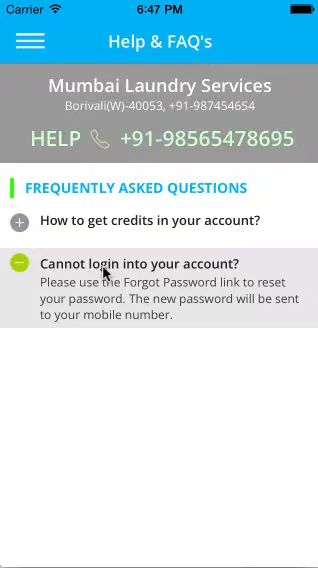 Carrier 6:47 PM
Help & FAQ's
Mumbai Laundry Services
Borivali(W)-40053, +91-987454654
HELP +91-98565478695
FREQUENTLY ASKED QUESTIONS
How to get credits in your account?
Cannot login into your account?
Please use the Forgot Password link to reset
your password. The new password will be sent
to your mobile number.